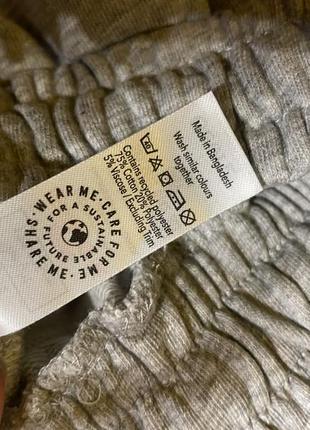 Made in Bangladesh
Wash similar colours
together
Contains recycled polyester
75% Cotton 20% Polyester
5% Viscose / Excluding Trim
WEAR ME · CARE FOR ME · SHARE ME ·
FOR A SUSTAINABLE FUTURE